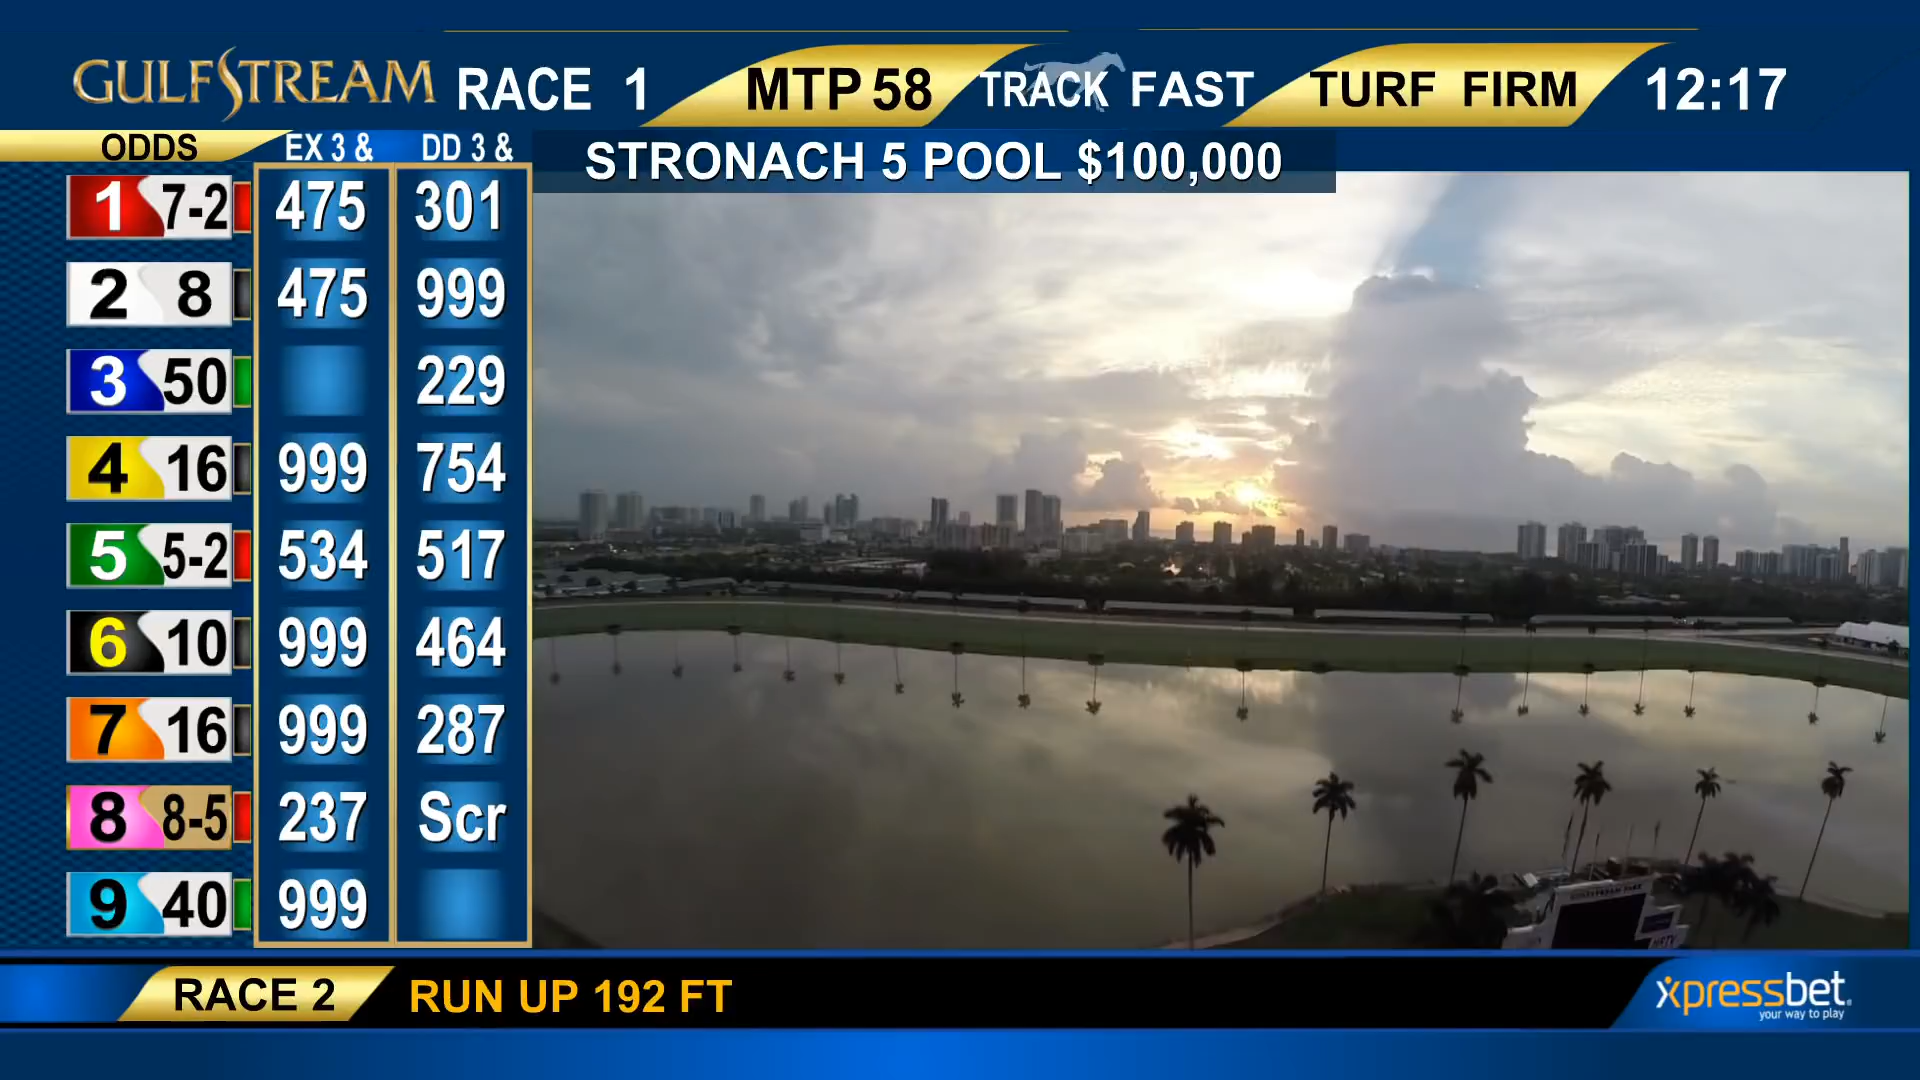 GULFSTREAM RACE 1 MTP 58 TRACK FAST TURF FIRM 12:17
ODDS EX 3 & DD 3 &
STRONACH 5 POOL $100,000
1 7-2 475 301
2 8 475 999
3 50 229
4 16 999 754
5 5-2 534 517
6 10 999 464
7 16 999 287
8 8-5 237 Scr
9 40 999
GULFSTREAM PARK
RACE 2 RUN UP 192 FT
xpressbet.
your way to play